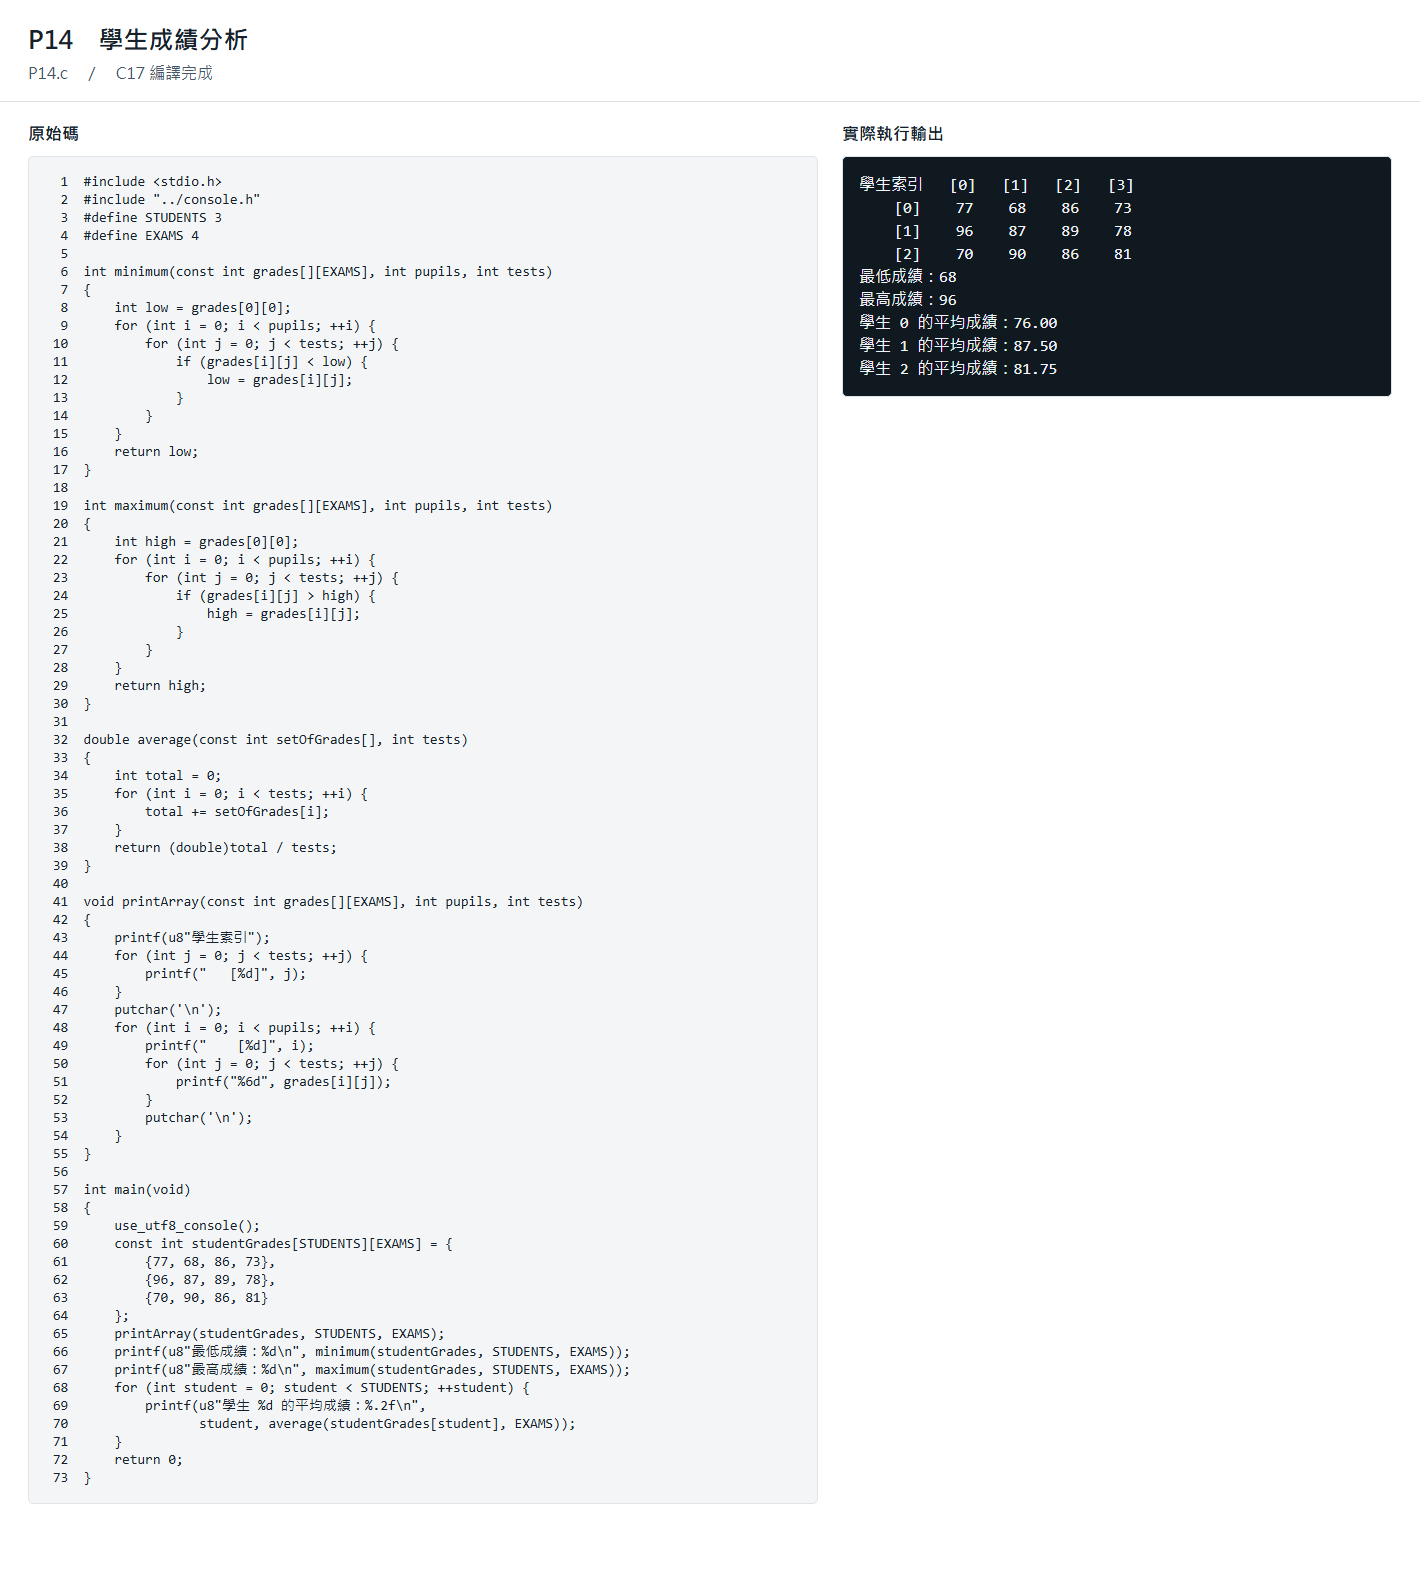 P14　學生成績分析
P14.c　/　C17 編譯完成
原始碼
1 #include <stdio.h>
2 #include "../console.h"
3 #define STUDENTS 3
4 #define EXAMS 4
5
6 int minimum(const int grades[][EXAMS], int pupils, int tests)
7 {
8     int low = grades[0][0];
9     for (int i = 0; i < pupils; ++i) {
10         for (int j = 0; j < tests; ++j) {
11             if (grades[i][j] < low) {
12                 low = grades[i][j];
13             }
14         }
15     }
16     return low;
17 }
18
19 int maximum(const int grades[][EXAMS], int pupils, int tests)
20 {
21     int high = grades[0][0];
22     for (int i = 0; i < pupils; ++i) {
23         for (int j = 0; j < tests; ++j) {
24             if (grades[i][j] > high) {
25                 high = grades[i][j];
26             }
27         }
28     }
29     return high;
30 }
31
32 double average(const int setOfGrades[], int tests)
33 {
34     int total = 0;
35     for (int i = 0; i < tests; ++i) {
36         total += setOfGrades[i];
37     }
38     return (double)total / tests;
39 }
40
41 void printArray(const int grades[][EXAMS], int pupils, int tests)
42 {
43     printf(u8"學生索引");
44     for (int j = 0; j < tests; ++j) {
45         printf("   [%d]", j);
46     }
47     putchar('\n');
48     for (int i = 0; i < pupils; ++i) {
49         printf("    [%d]", i);
50         for (int j = 0; j < tests; ++j) {
51             printf("%6d", grades[i][j]);
52         }
53         putchar('\n');
54     }
55 }
56
57 int main(void)
58 {
59     use_utf8_console();
60     const int studentGrades[STUDENTS][EXAMS] = {
61         {77, 68, 86, 73},
62         {96, 87, 89, 78},
63         {70, 90, 86, 81}
64     };
65     printArray(studentGrades, STUDENTS, EXAMS);
66     printf(u8"最低成績：%d\n", minimum(studentGrades, STUDENTS, EXAMS));
67     printf(u8"最高成績：%d\n", maximum(studentGrades, STUDENTS, EXAMS));
68     for (int student = 0; student < STUDENTS; ++student) {
69         printf(u8"學生 %d 的平均成績：%.2f\n",
70                student, average(studentGrades[student], EXAMS));
71     }
72     return 0;
73 }
實際執行輸出
學生索引   [0]   [1]   [2]   [3]
    [0]    77    68    86    73
    [1]    96    87    89    78
    [2]    70    90    86    81
最低成績：68
最高成績：96
學生 0 的平均成績：76.00
學生 1 的平均成績：87.50
學生 2 的平均成績：81.75